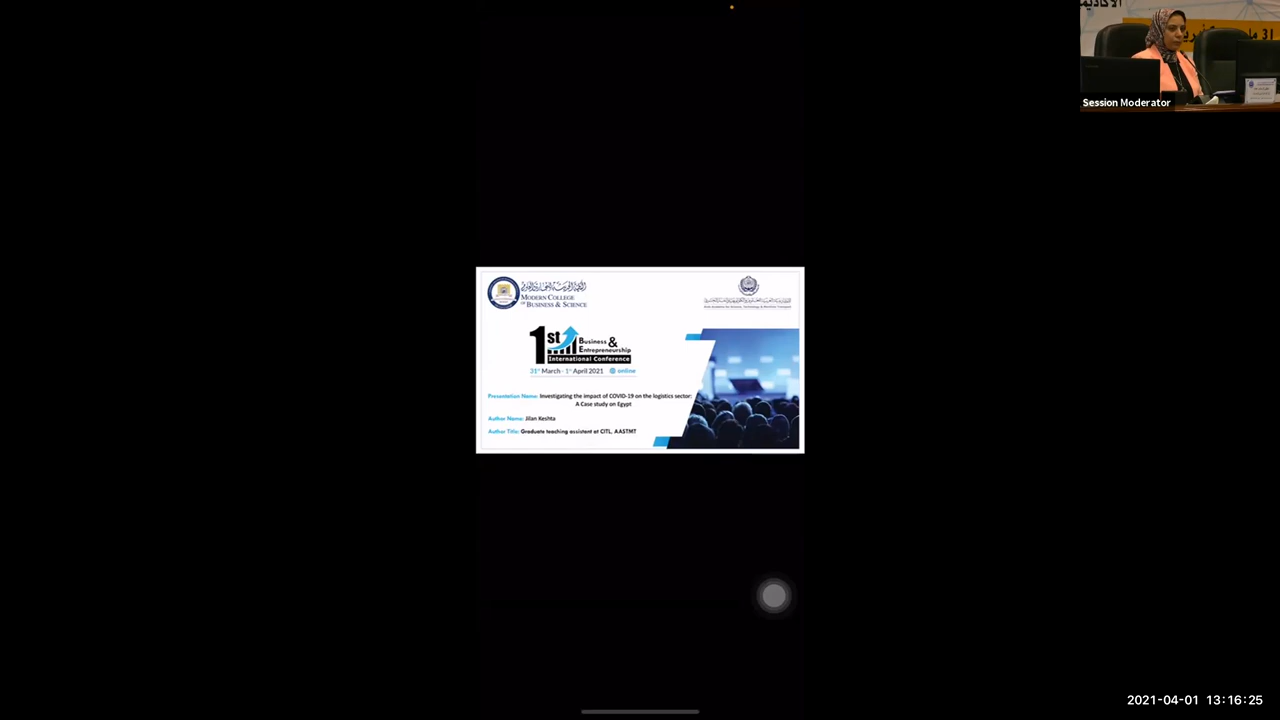 31
Session Moderator
MODERN COLLEGE
OF BUSINESS & SCIENCE
1st
Business &
Entrepreneurship
International Conference
31st March - 1st April 2021 online
Presentation Name: Investigating the impact of COVID-19 on the logistics sector:
A Case study on Egypt
Author Name: Jilan Keshta
Author Title: Graduate teaching assistent at CITL, AASTMT
2021-04-01 13:16:25